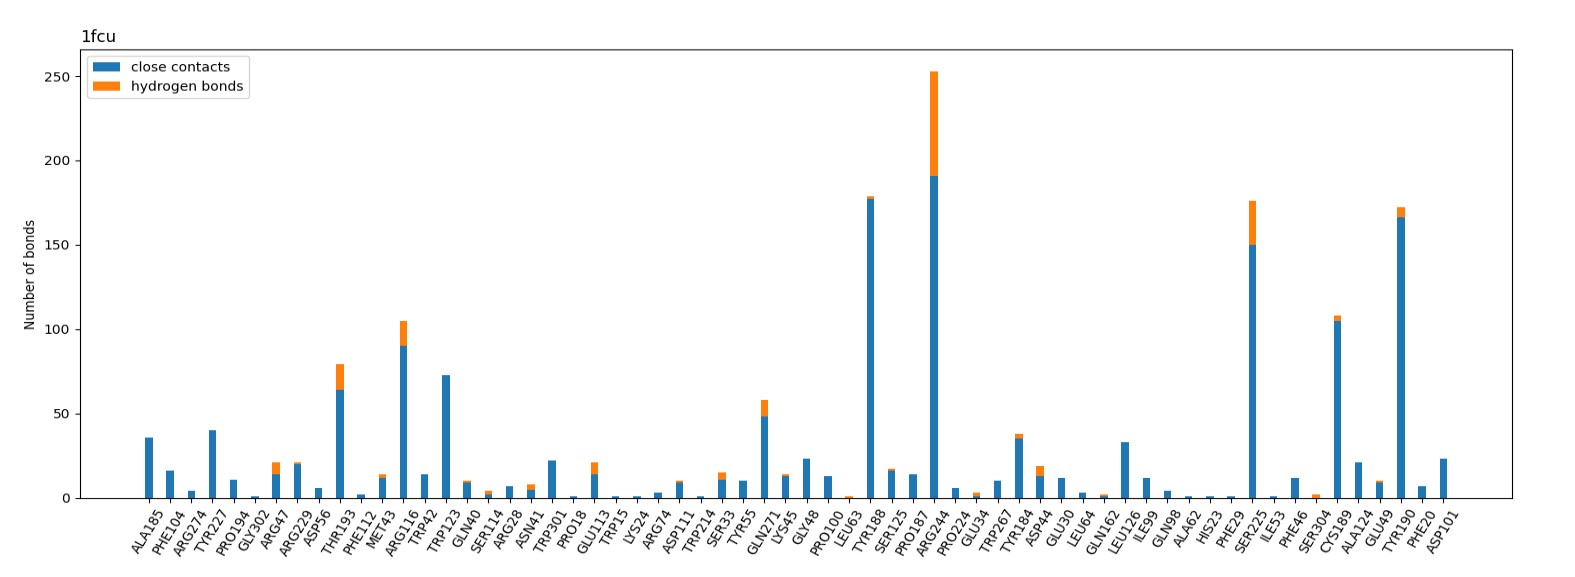 1fcu
close contacts
hydrogen bonds
Number of bonds
250
200
150
100
50
0
ALA185
PHE104
ARG274
TYR227
PRO194
GLY302
ARG47
ARG229
ASP56
THR193
PHE112
MET43
ARG116
TRP42
TRP123
GLN40
SER114
ARG28
ASN41
TRP301
PRO18
GLU113
TRP15
LYS24
ARG74
ASP111
TRP214
SER33
TYR55
GLN271
LYS45
GLY48
PRO100
LEU63
TYR188
SER125
PRO187
ARG244
PRO224
GLU34
TRP267
TYR184
ASP44
GLU30
LEU64
GLN162
LEU126
ILE99
GLN98
ALA62
HIS23
PHE29
SER225
ILE53
PHE46
SER304
CYS189
ALA124
GLU49
TYR190
PHE20
ASP101